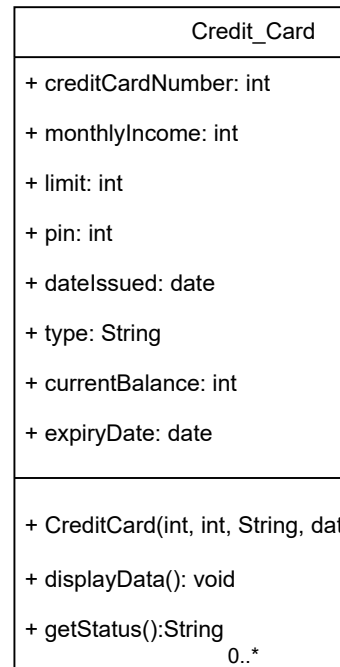 Credit_Card
+ creditCardNumber: int
+ monthlyIncome: int
+ limit: int
+ pin: int
+ dateIssued: date
+ type: String
+ currentBalance: int
+ expiryDate: date
+ CreditCard(int, int, String, dat
+ displayData(): void
+ getStatus():String
0..*